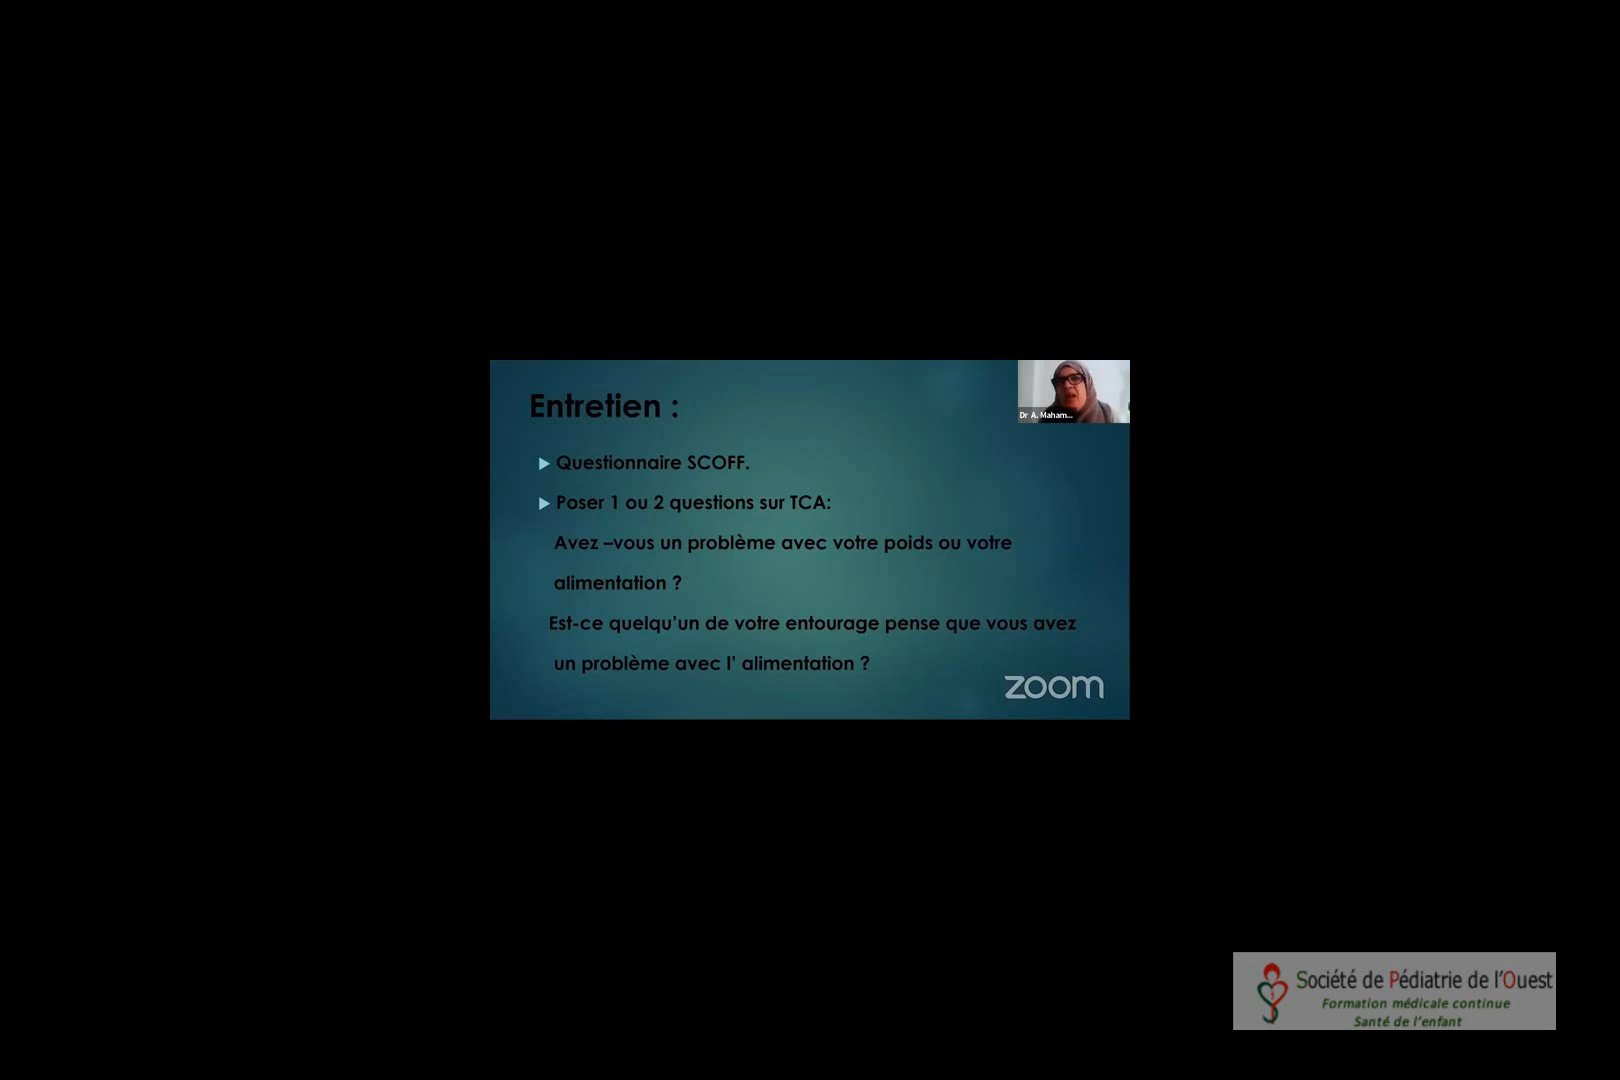 Entretien :
Dr A. Maham...
Questionnaire SCOFF.
Poser 1 ou 2 questions sur TCA:
Avez –vous un problème avec votre poids ou votre
alimentation ?
Est-ce quelqu’un de votre entourage pense que vous avez
un problème avec l’ alimentation ?
zoom
Société de Pédiatrie de l'Ouest
Formation médicale continue
Santé de l'enfant